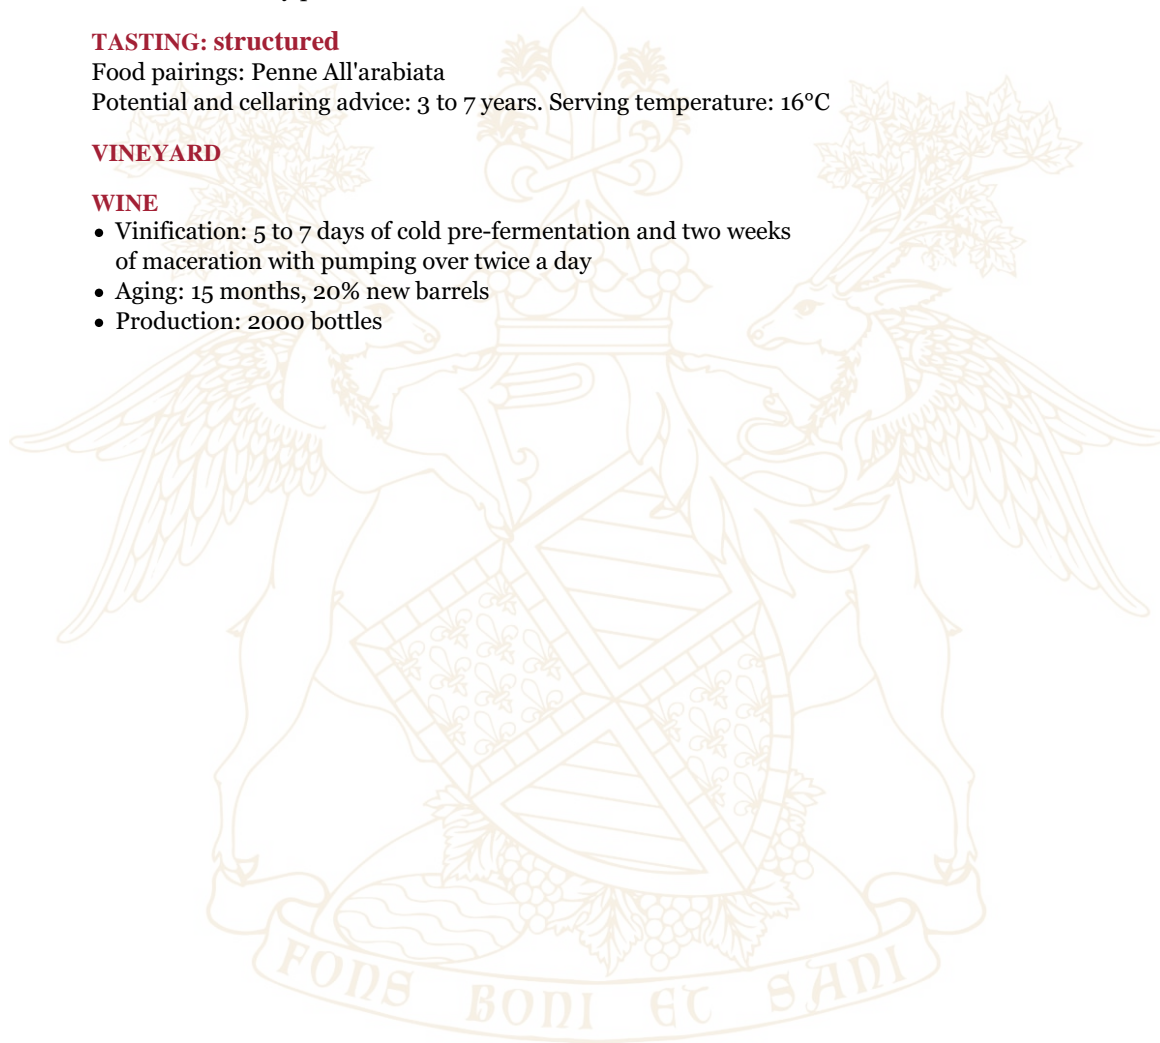 TASTING: structured
Food pairings: Penne All'arabiata
Potential and cellaring advice: 3 to 7 years. Serving temperature: 16°C
VINEYARD
WINE
• Vinification: 5 to 7 days of cold pre-fermentation and two weeks
of maceration with pumping over twice a day
• Aging: 15 months, 20% new barrels
• Production: 2000 bottles
FONS BONI ET SANI